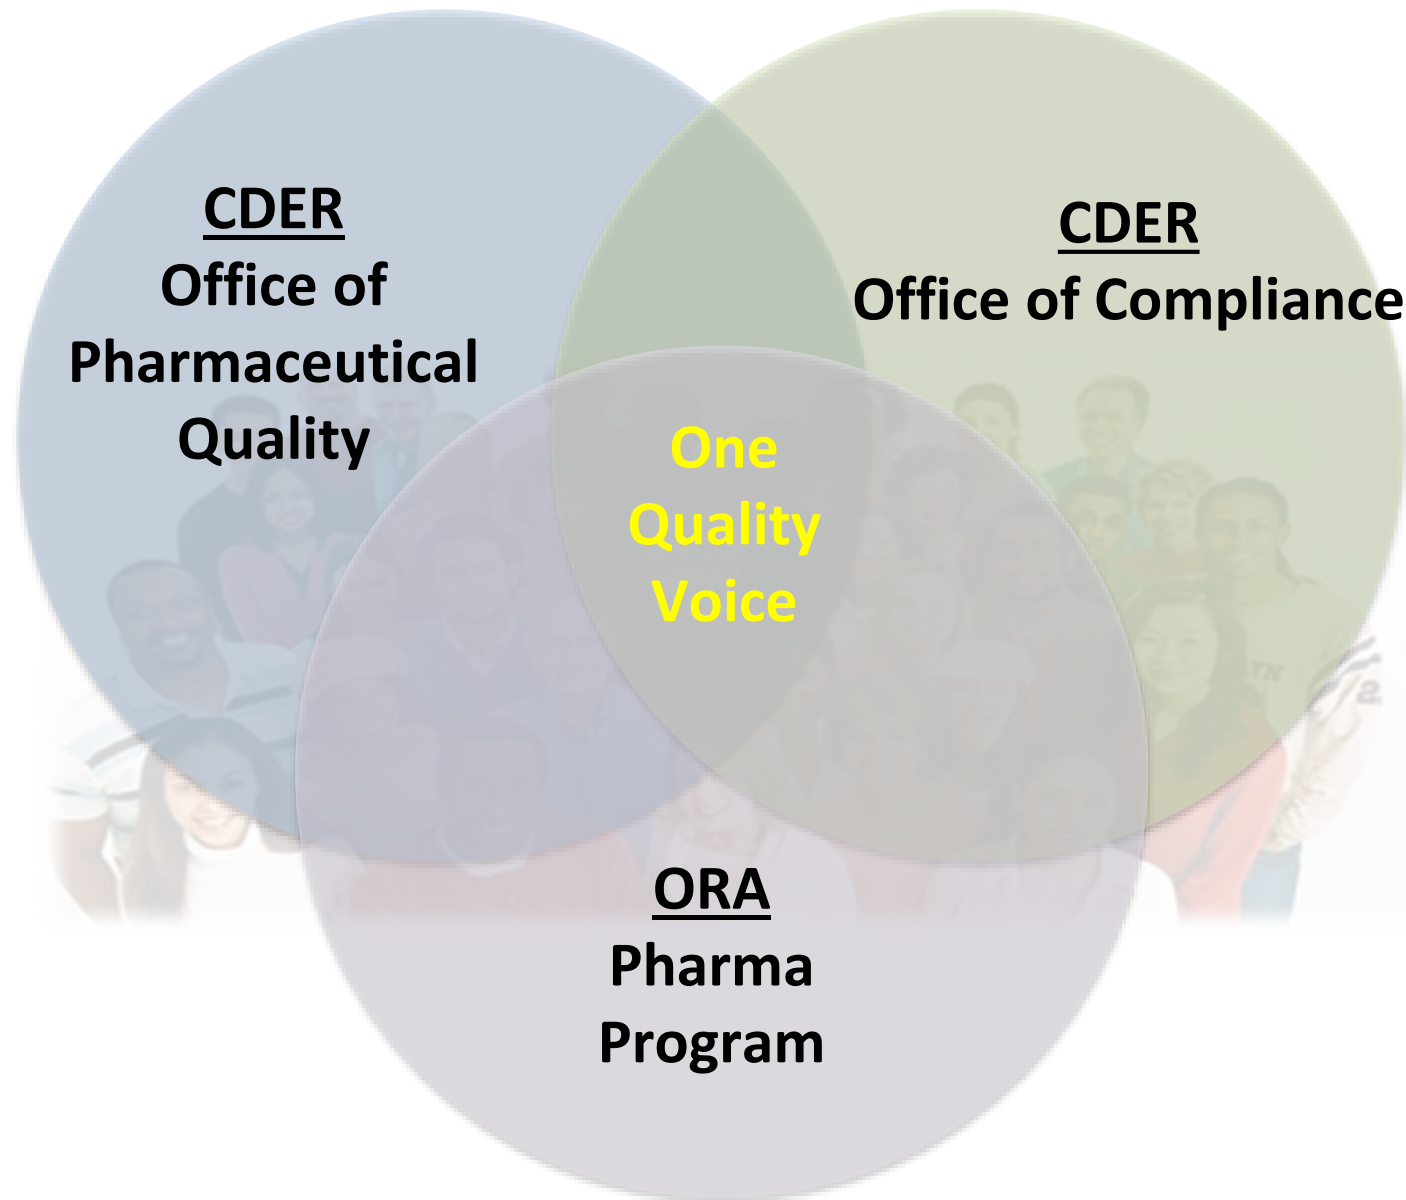 CDER
Office of
Pharmaceutical
Quality
CDER
Office of Compliance
One
Quality
Voice
ORA
Pharma
Program